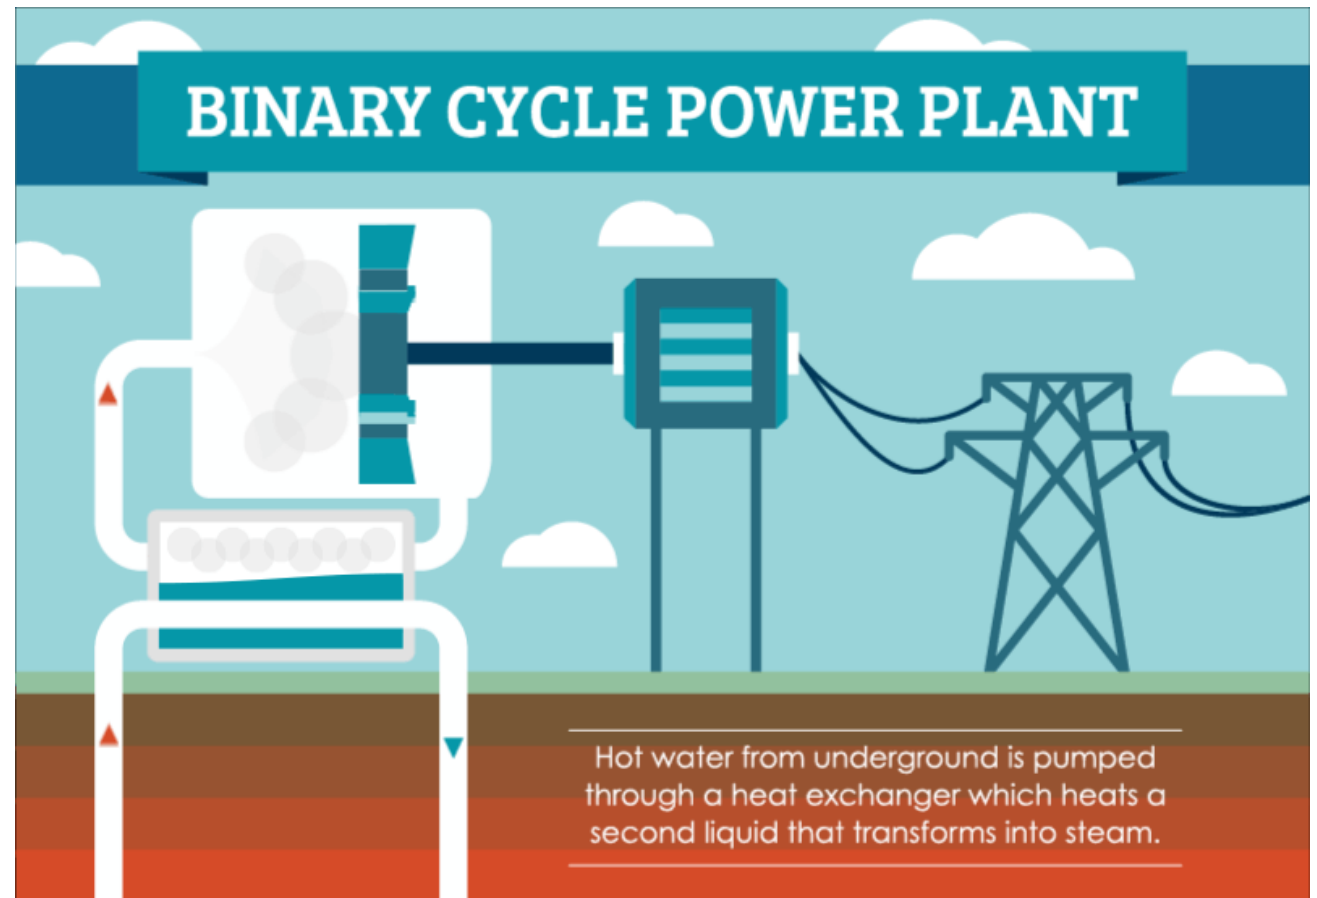 BINARY CYCLE POWER PLANT
Hot water from underground is pumped
through a heat exchanger which heats a
second liquid that transforms into steam.